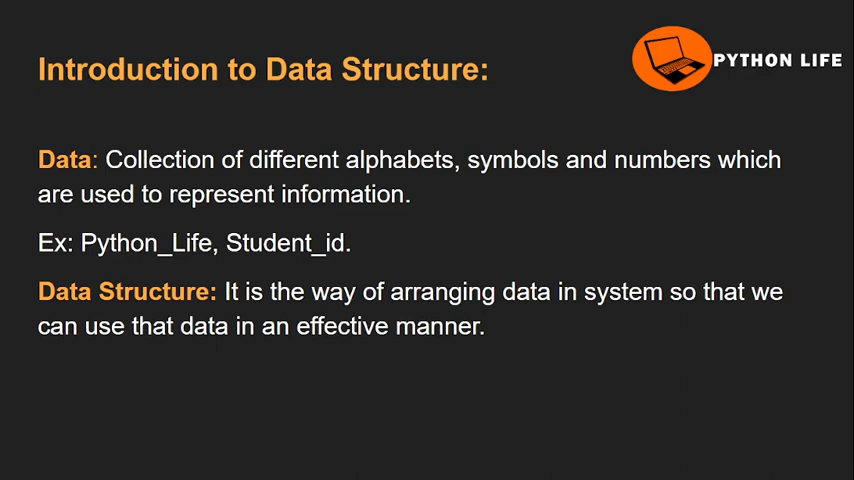 Introduction to Data Structure:
PYTHON LIFE
Data: Collection of different alphabets, symbols and numbers which
are used to represent information.
Ex: Python_Life, Student_id.
Data Structure: It is the way of arranging data in system so that we
can use that data in an effective manner.